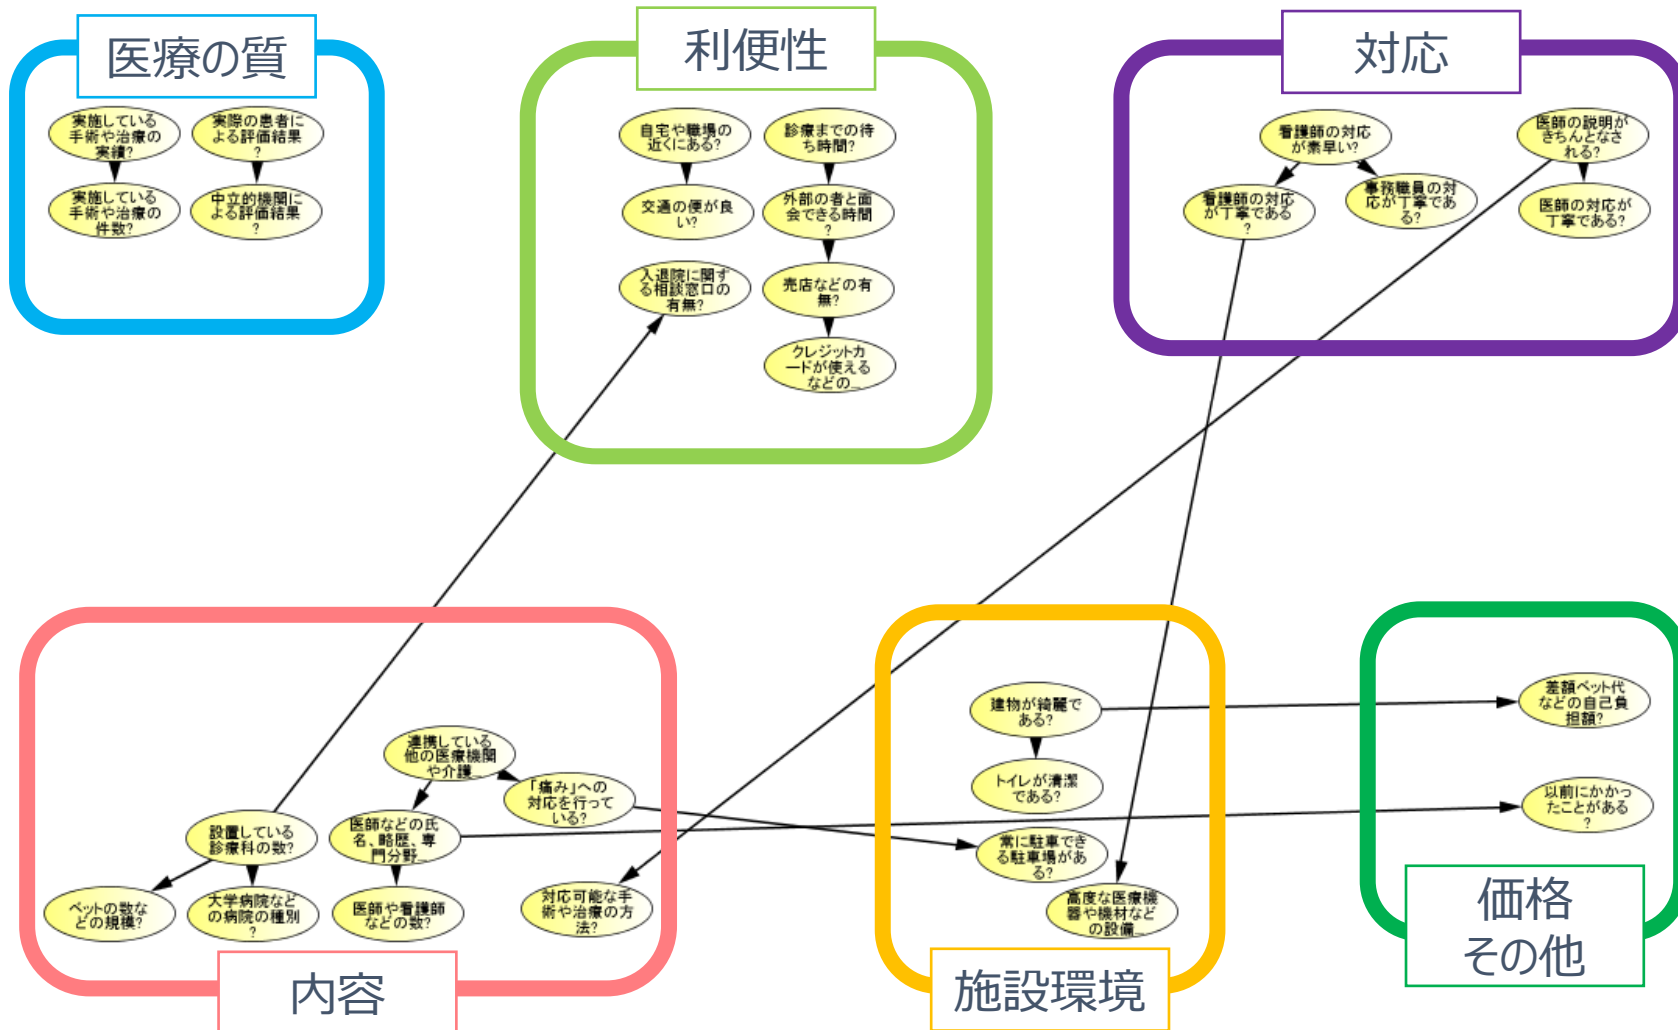 医療の質
実施している
手術や治療の
実績?
実施している
手術や治療の
件数?
実際の患者に
よる評価結果
?
中立的機関に
よる評価結果
?
利便性
自宅や職場の
近くにある?
交通の便が良
い?
入退院に関す
る相談窓口の
有無?
診療までの待
ち時間?
外部の者と面
会できる時間
?
売店などの有
無?
クレジットカ
ードが使える
などの...
対応
看護師の対応
が素早い?
看護師の対応
が丁寧である
?
事務職員の対
応が丁寧であ
る?
医師の説明が
きちんとなさ
れる?
医師の対応が
丁寧である?
連携している
他の医療機関
や介護...
「痛み」への
対応を行って
いる?
設置している
診療科の数?
医師などの氏
名、略歴、専
門分野...
ベットの数な
どの規模?
大学病院など
の病院の種別
?
医師や看護師
などの数?
対応可能な手
術や治療の方
法?
内容
建物が綺麗で
ある?
トイレが清潔
である?
常に駐車でき
る駐車場があ
る?
高度な医療機
器や機材など
の設備...
施設環境
差額ベット代
などの自己負
担額?
以前にかかっ
たことがある
?
価格
その他